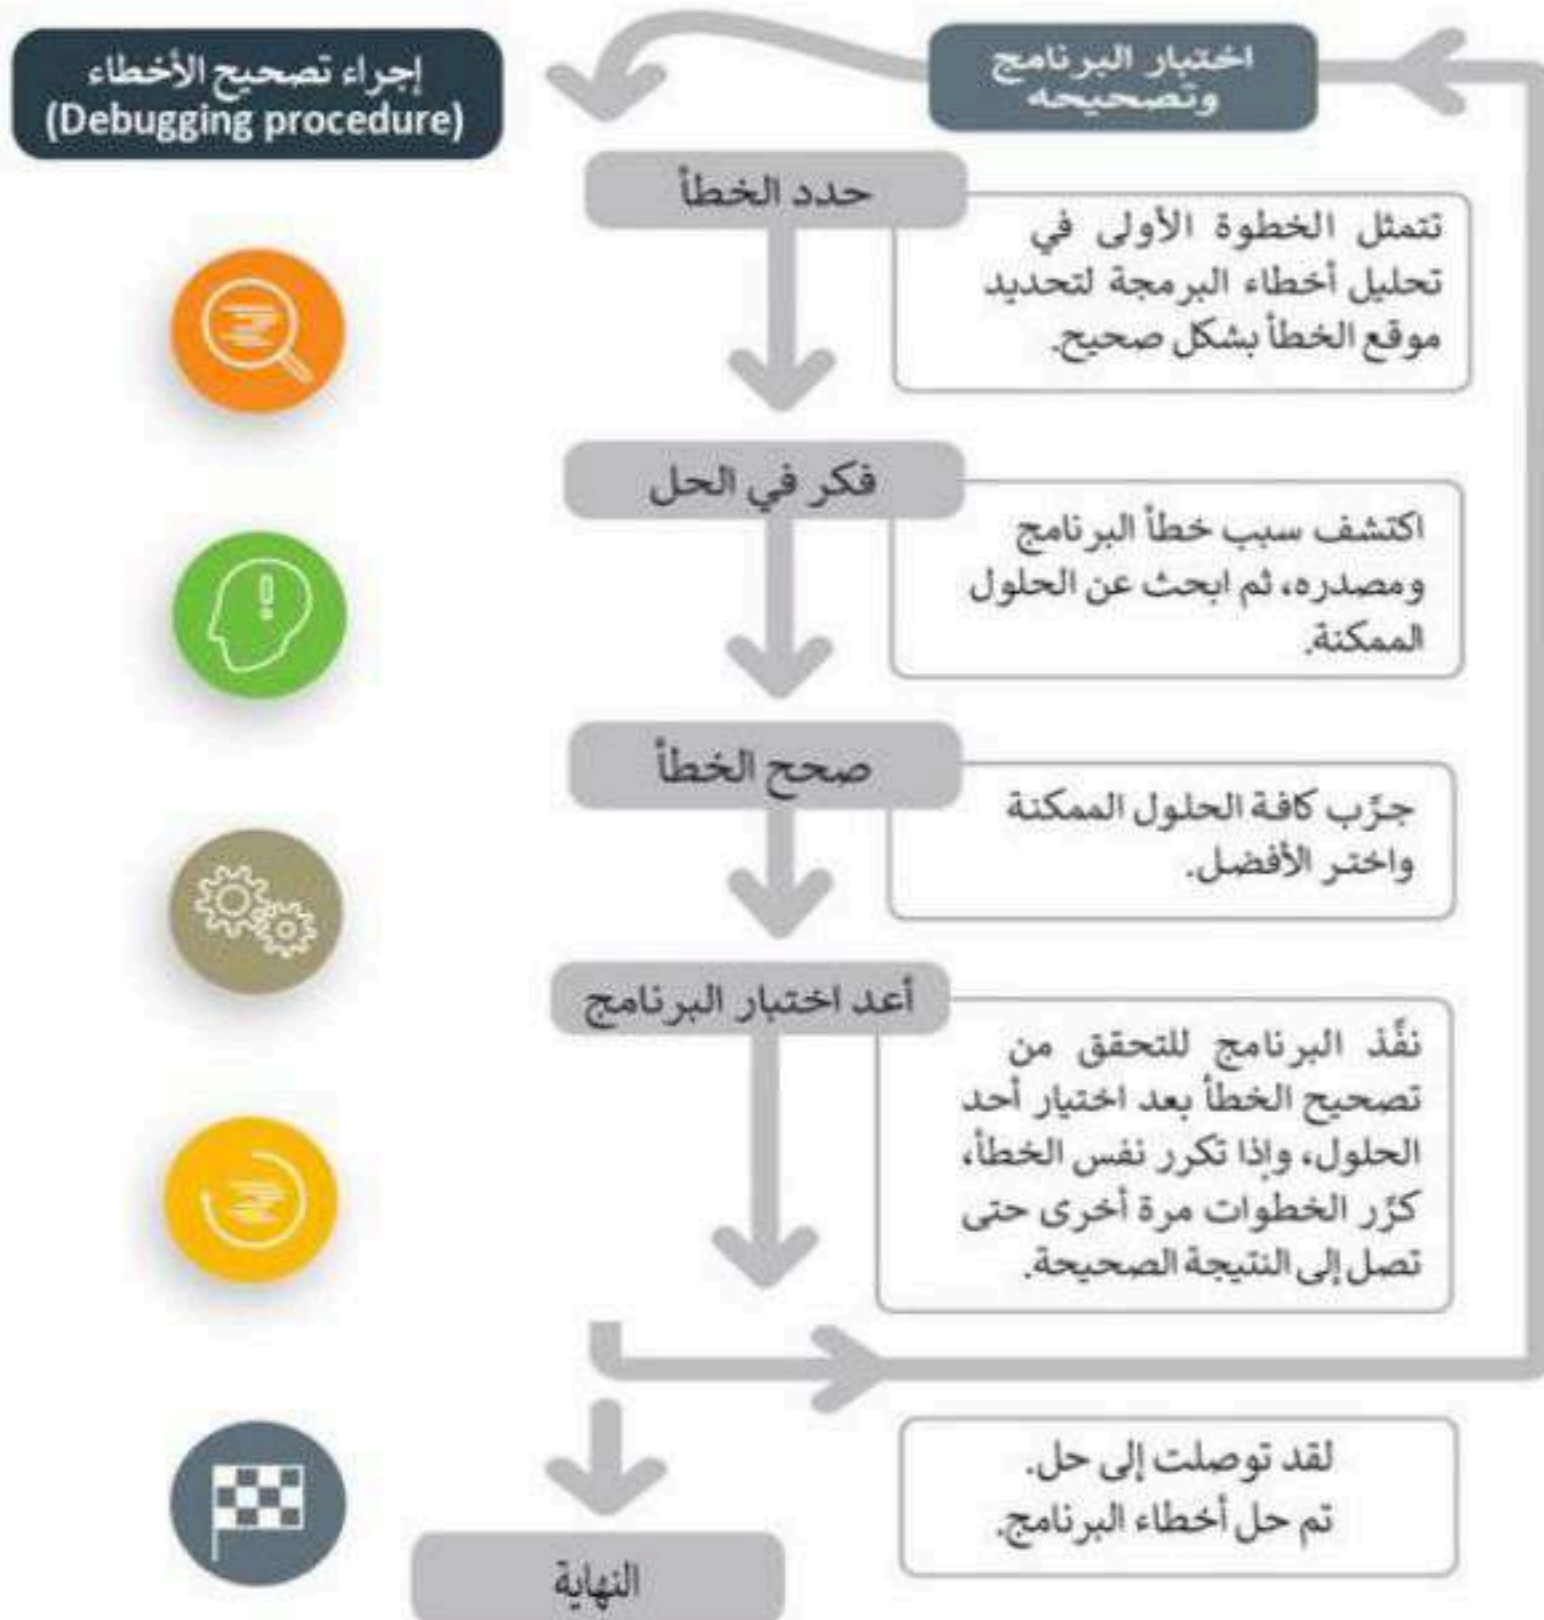 إجراء تصحيح الأخطاء
(Debugging procedure)
اختبار البرنامج
وتصحيحه
حدد الخطأ
تتمثل الخطوة الأولى في
تحليل أخطاء البرمجة لتحديد
موقع الخطأ بشكل صحيح.
فكر في الحل
اكتشف سبب خطأ البرنامج
ومصدره، ثم ابحث عن الحلول
الممكنة.
صحح الخطأ
جرِّب كافة الحلول الممكنة
واختر الأفضل.
أعد اختبار البرنامج
نفِّذ البرنامج للتحقق من
تصحيح الخطأ بعد اختيار أحد
الحلول، وإذا تكرر نفس الخطأ،
كرِّر الخطوات مرة أخرى حتى
تصل إلى النتيجة الصحيحة.
لقد توصلت إلى حل.
تم حل أخطاء البرنامج.
النهاية